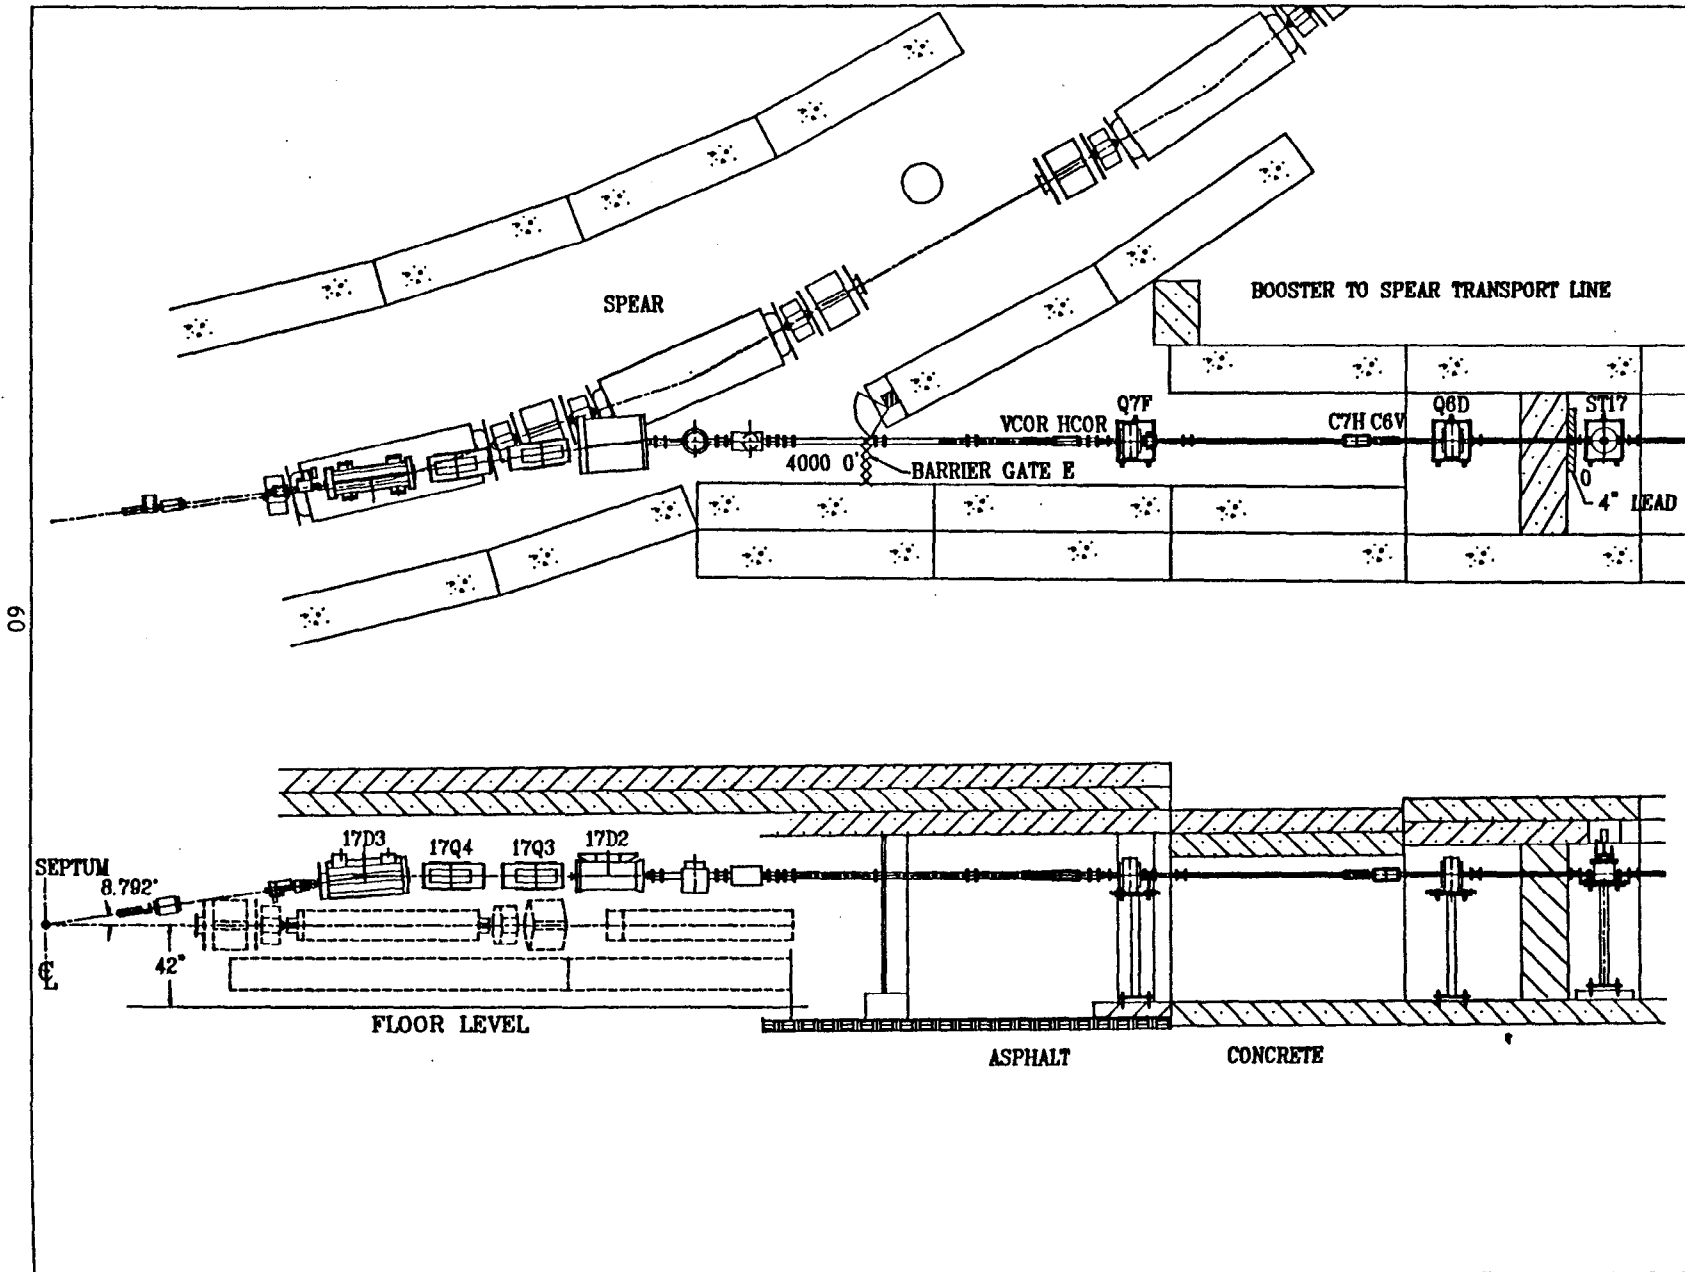 SPEAR
BOOSTER TO SPEAR TRANSPORT LINE
Q7F
Q6D
ST17
VCOR HCOR
C7H C6V
4000 0'
BARRIER GATE E
0
4" LEAD
60
17D3
17Q4
17Q3
17D2
SEPTUM
8.792°
42"
℄
FLOOR LEVEL
ASPHALT
CONCRETE